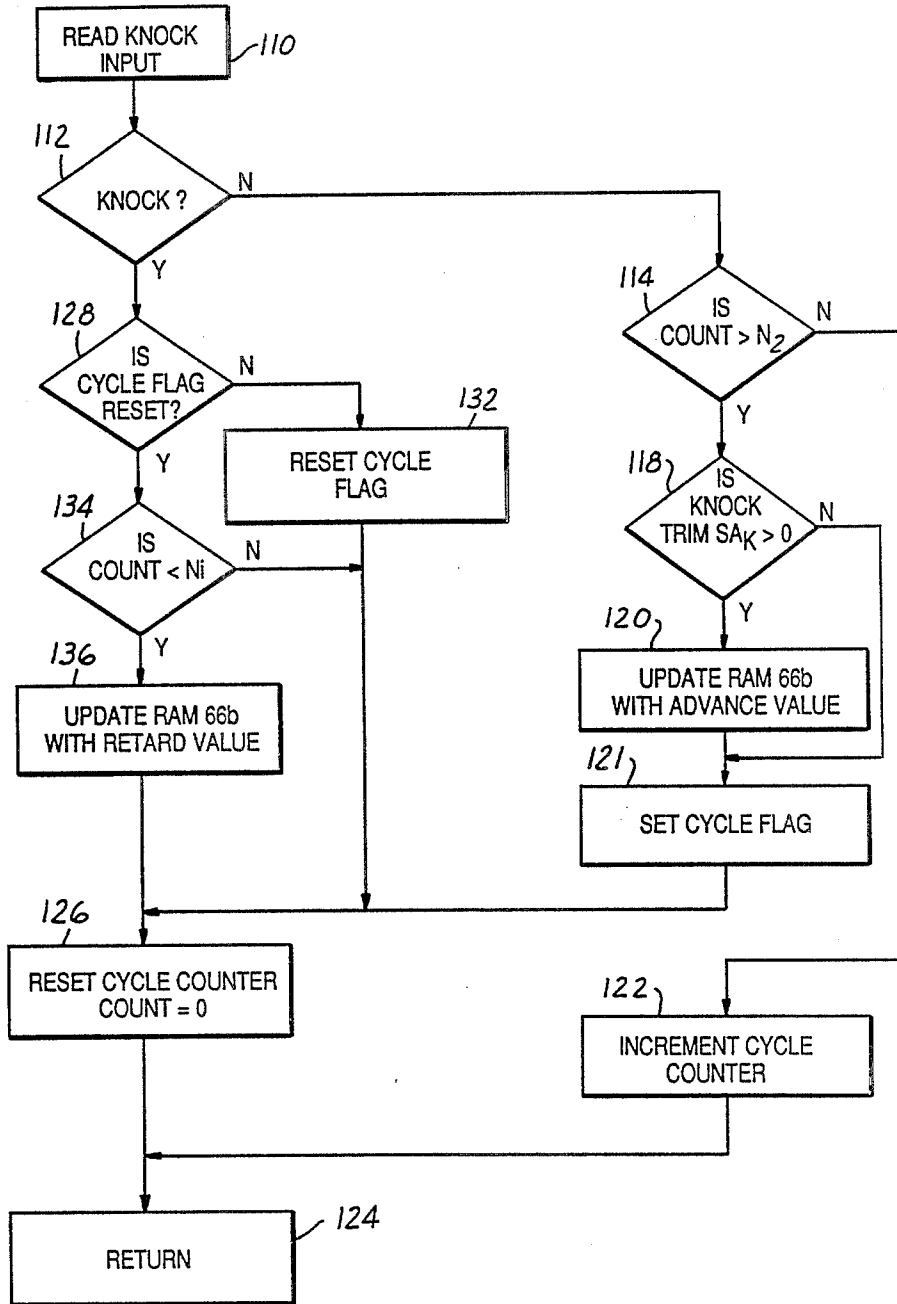 READ KNOCK
INPUT
110
112
KNOCK ?
N
Y
114
IS
COUNT > N2
N
Y
128
IS
CYCLE FLAG
RESET?
N
Y
132
RESET CYCLE
FLAG
118
IS
KNOCK
TRIM SAK > 0
N
Y
134
IS
COUNT < Ni
N
Y
120
UPDATE RAM 66b
WITH ADVANCE VALUE
136
UPDATE RAM 66b
WITH RETARD VALUE
121
SET CYCLE FLAG
126
RESET CYCLE COUNTER
COUNT = 0
122
INCREMENT CYCLE
COUNTER
124
RETURN